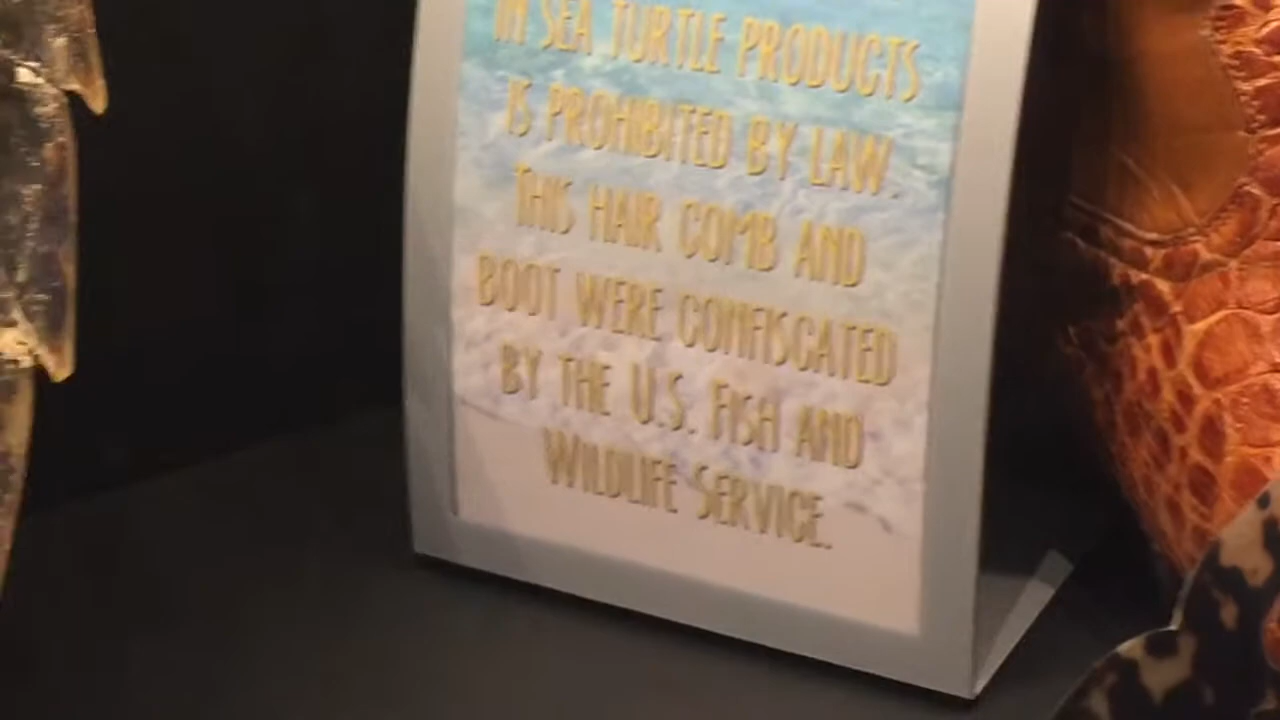 IN SEA TURTLE PRODUCTS
IS PROHIBITED BY LAW.
THIS HAIR COMB AND
BOOT WERE CONFISCATED
BY THE U.S. FISH AND
WILDLIFE SERVICE.